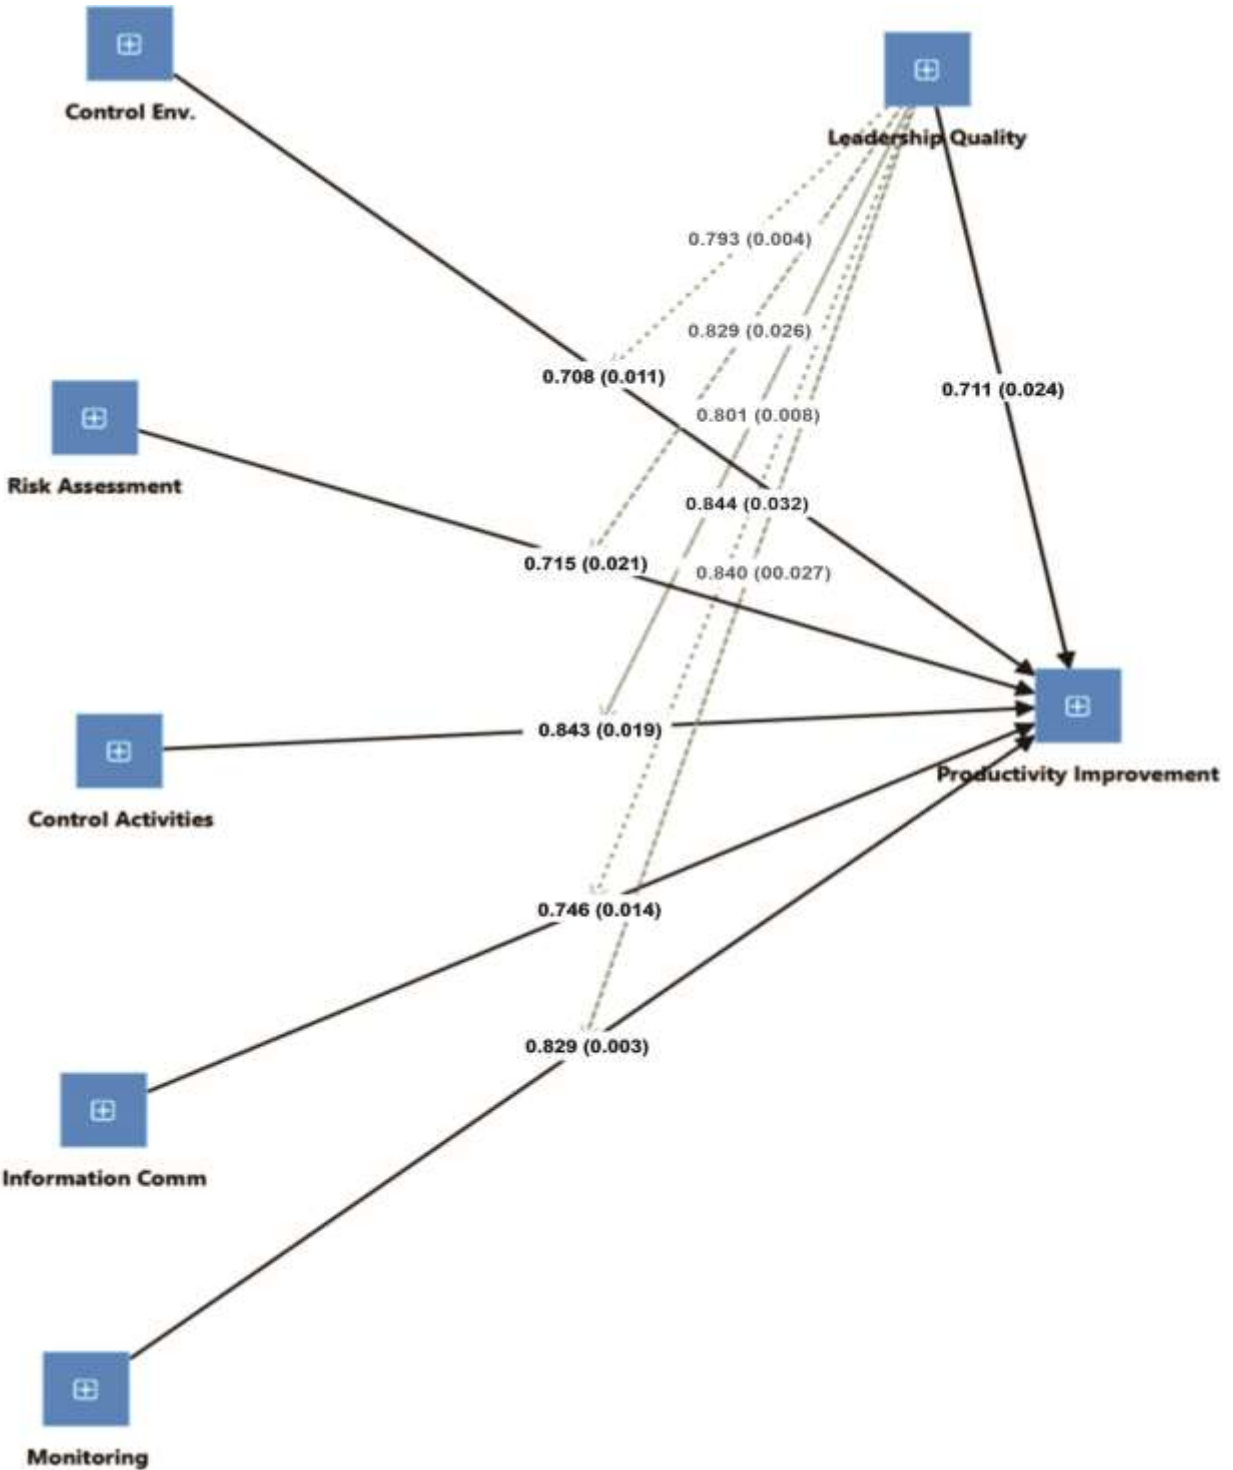 Control Env.
Leadership Quality
0.793 (0.004)
0.829 (0.026)
0.708 (0.011)
0.711 (0.024)
0.801 (0.008)
Risk Assessment
0.844 (0.032)
0.715 (0.021)
0.840 (00.027)
0.843 (0.019)
Productivity Improvement
Control Activities
0.746 (0.014)
0.829 (0.003)
Information Comm
Monitoring